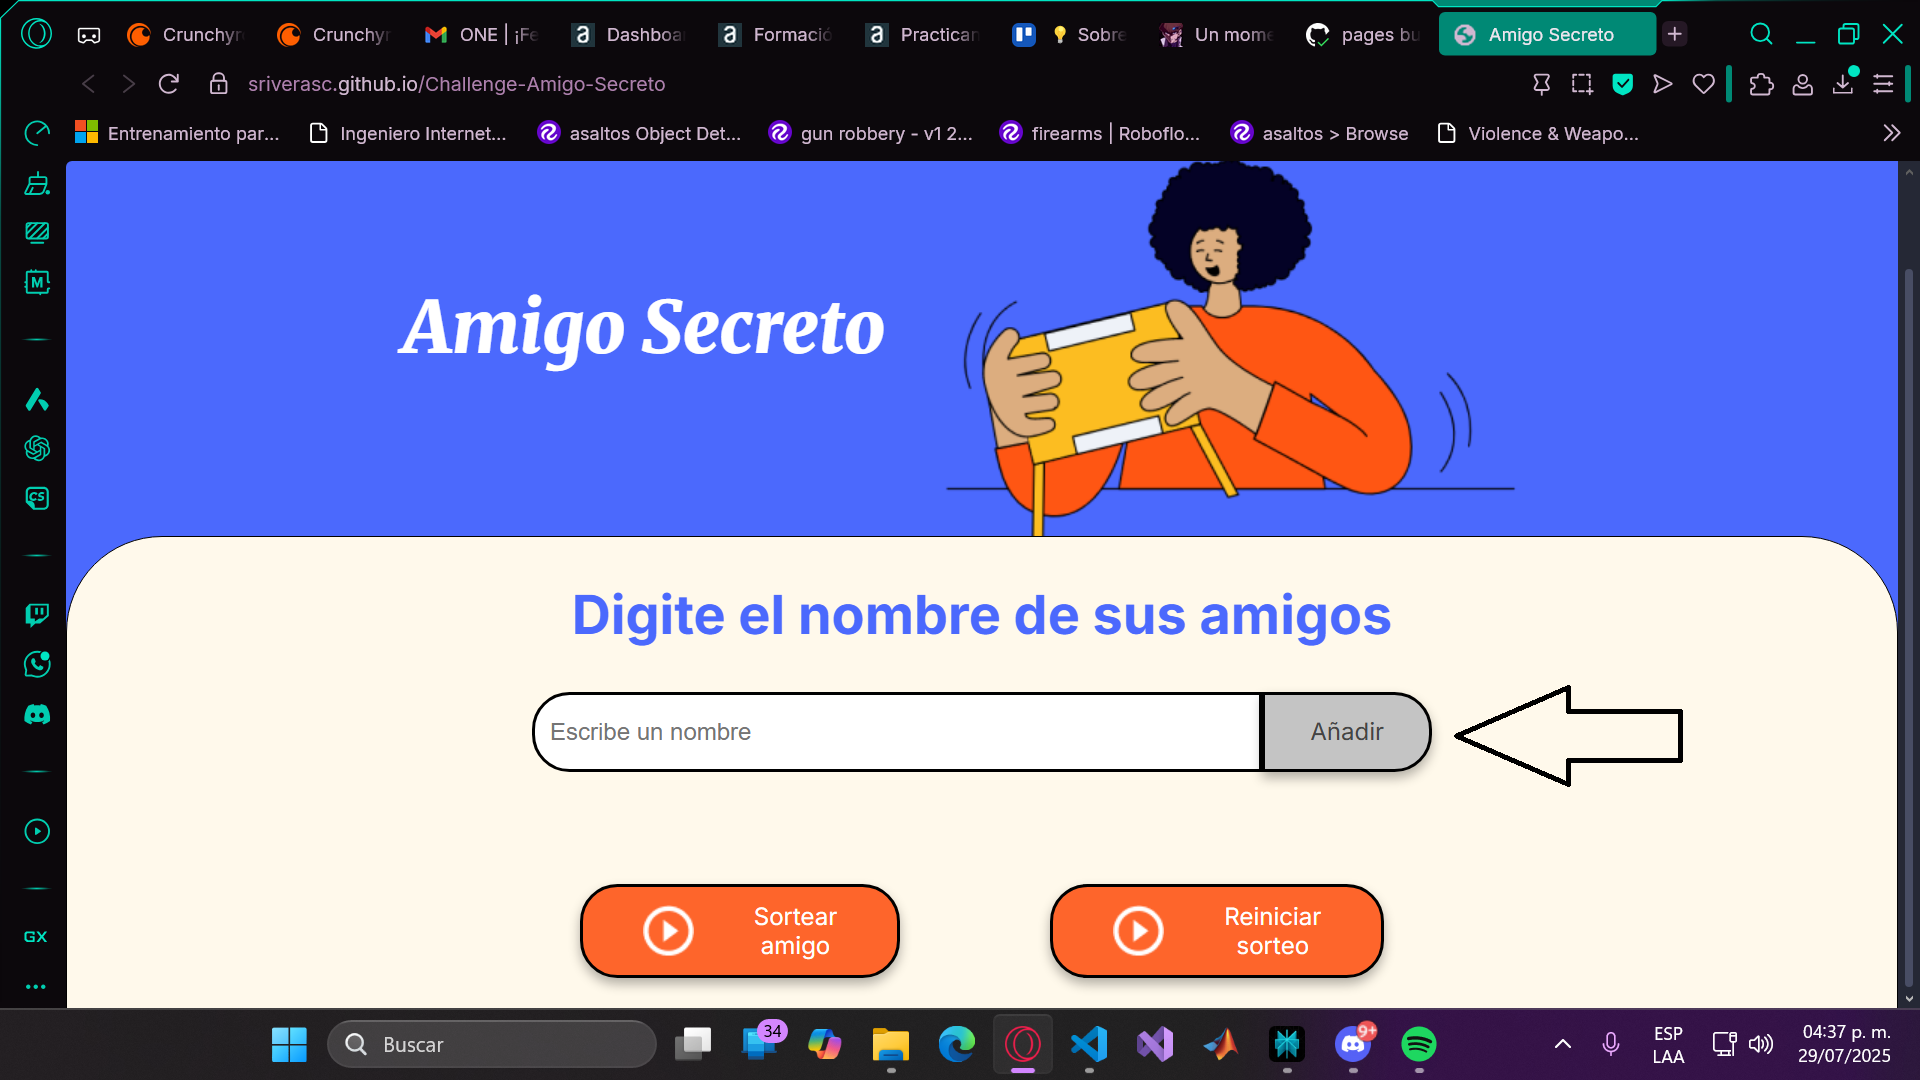 Crunchyr
Crunchyr
ONE | ¡Fe
Dashboa
Formació
Practican
Sobre
Un mome
pages bu
Amigo Secreto
sriverasc.github.io/Challenge-Amigo-Secreto
Entrenamiento par...
Ingeniero Internet...
asaltos Object Det...
gun robbery - v1 2...
firearms | Roboflo...
asaltos > Browse
Violence & Weapo...
M
CS
GX
Amigo Secreto
Digite el nombre de sus amigos
Escribe un nombre
Añadir
Sortear
amigo
Reiniciar
sorteo
Buscar
34
9+
ESP
LAA
04:37 p. m.
29/07/2025